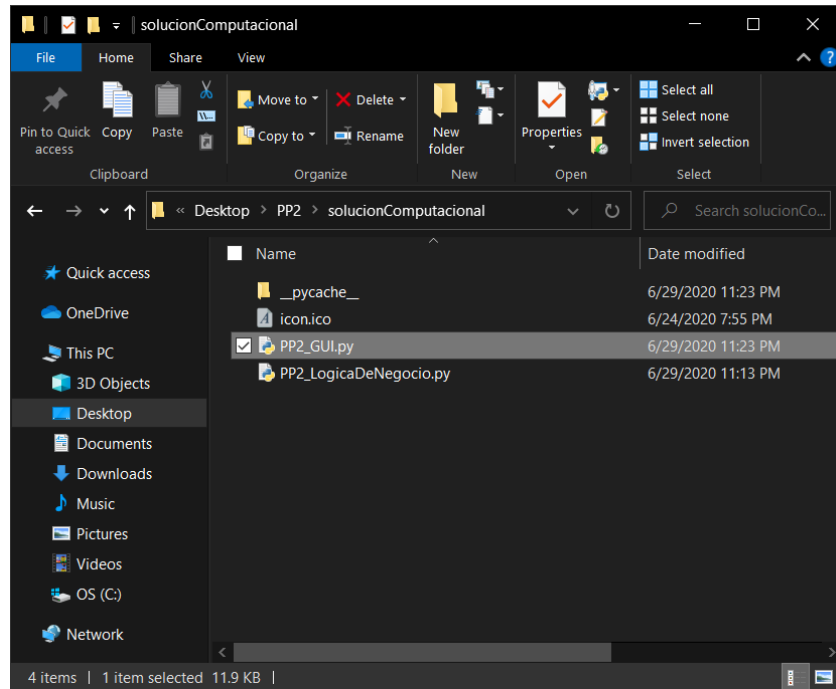 solucionComputacional
File Home Share View
Pin to Quick access
Copy
Paste
Move to
Copy to
Delete
Rename
New folder
Properties
Select all
Select none
Invert selection
Clipboard Organize New Open Select
« Desktop > PP2 > solucionComputacional
Search solucionCo...
Name Date modified
Quick access
OneDrive
This PC
3D Objects
Desktop
Documents
Downloads
Music
Pictures
Videos
OS (C:)
Network
__pycache__ 6/29/2020 11:23 PM
icon.ico 6/24/2020 7:55 PM
PP2_GUI.py 6/29/2020 11:23 PM
PP2_LogicaDeNegocio.py 6/29/2020 11:13 PM
4 items | 1 item selected 11.9 KB |